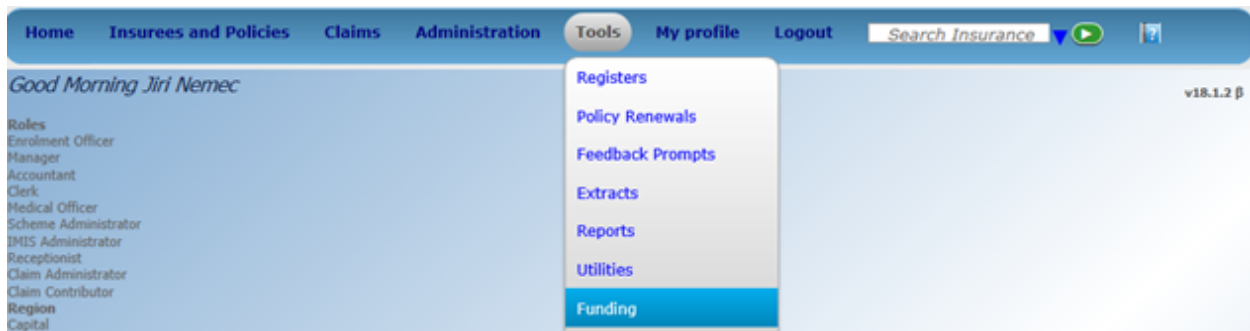 Home Insurees and Policies Claims Administration Tools My profile Logout Search Insurance
Good Morning Jiri Nemec
v18.1.2 β
Roles
Enrolment Officer
Manager
Accountant
Clerk
Medical Officer
Scheme Administrator
IMIS Administrator
Receptionist
Claim Administrator
Claim Contributor
Region
Capital
Registers
Policy Renewals
Feedback Prompts
Extracts
Reports
Utilities
Funding